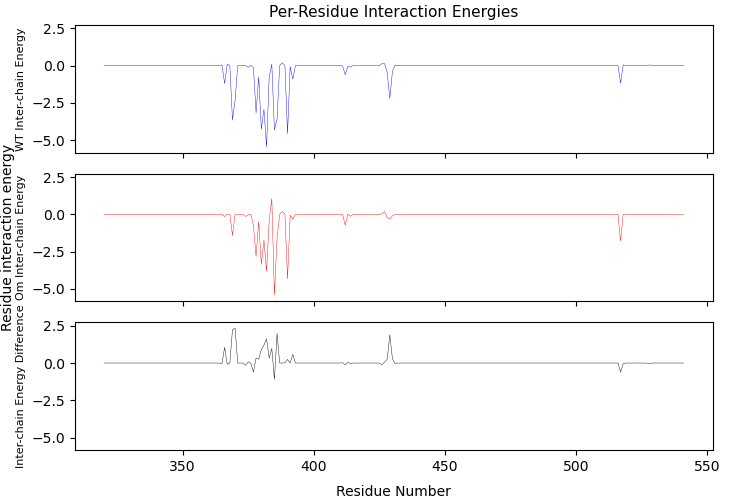 Per-Residue Interaction Energies
Residue interaction energy
WT Inter-chain Energy
2.5
0.0
−2.5
−5.0
Om Inter-chain Energy
2.5
0.0
−2.5
−5.0
Inter-chain Energy Difference
2.5
0.0
−2.5
−5.0
350
400
450
500
550
Residue Number